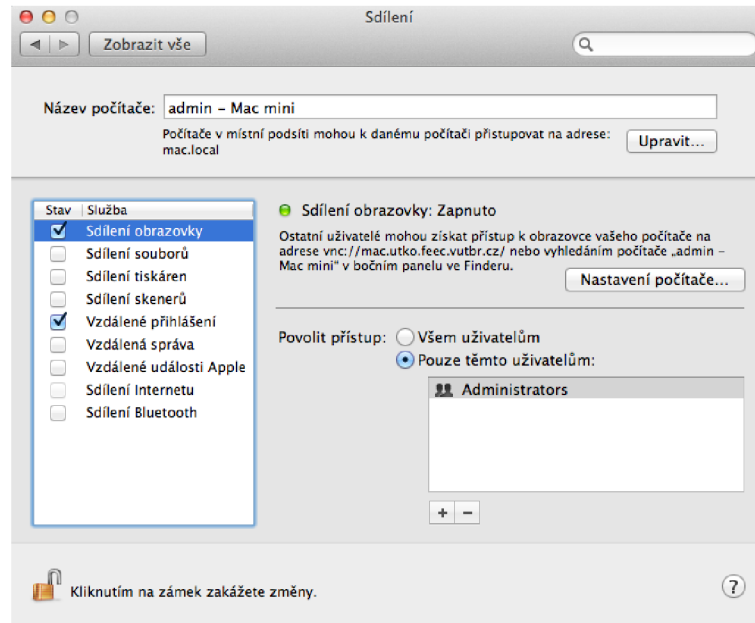 Sdílení
Zobrazit vše
Název počítače: admin – Mac mini
Počítače v místní podsíti mohou k danému počítači přistupovat na adrese:
mac.local
Upravit...
Stav Služba
Sdílení obrazovky
Sdílení souborů
Sdílení tiskáren
Sdílení skenerů
Vzdálené přihlášení
Vzdálená správa
Vzdálené události Apple
Sdílení Internetu
Sdílení Bluetooth
Sdílení obrazovky: Zapnuto
Ostatní uživatelé mohou získat přístup k obrazovce vašeho počítače na
adrese vnc://mac.utko.feec.vutbr.cz/ nebo vyhledáním počítače „admin –
Mac mini“ v bočním panelu ve Finderu.
Nastavení počítače...
Povolit přístup: Všem uživatelům
Pouze těmto uživatelům:
Administrators
+ −
Kliknutím na zámek zakážete změny.
?